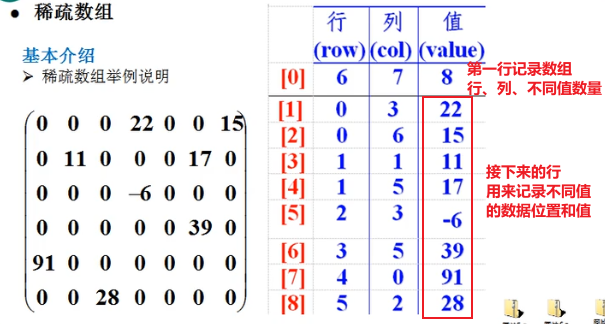 ● 稀疏数组
基本介绍
➢ 稀疏数组举例说明
0 0 0 22 0 0 15
0 11 0 0 0 17 0
0 0 0 –6 0 0 0
0 0 0 0 0 39 0
91 0 0 0 0 0 0
0 0 28 0 0 0 0
行 列 值
(row) (col) (value)
[0] 6 7 8
[1] 0 3 22
[2] 0 6 15
[3] 1 1 11
[4] 1 5 17
[5] 2 3 -6
[6] 3 5 39
[7] 4 0 91
[8] 5 2 28
第一行记录数组
行、列、不同值数量
接下来的行
用来记录不同值
的数据位置和值